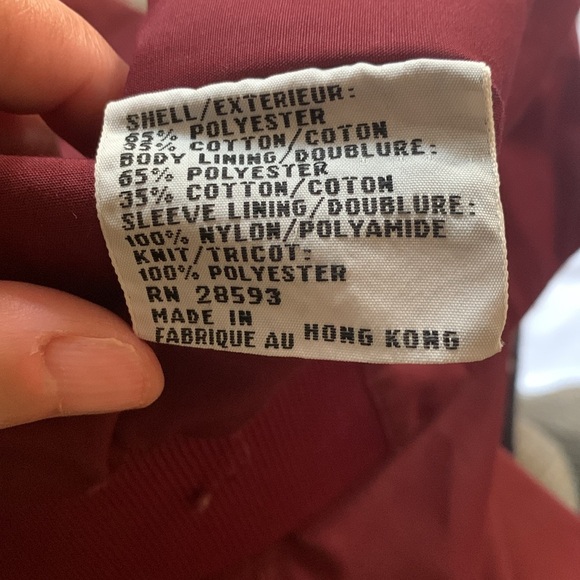 SHELL/EXTERIEUR:
65% POLYESTER
35% COTTON/COTON
BODY LINING/DOUBLURE:
65% POLYESTER
35% COTTON/COTON
SLEEVE LINING/DOUBLURE:
100% NYLON/POLYAMIDE
KNIT/TRICOT:
100% POLYESTER
RN 28593
MADE IN
FABRIQUE AU HONG KONG